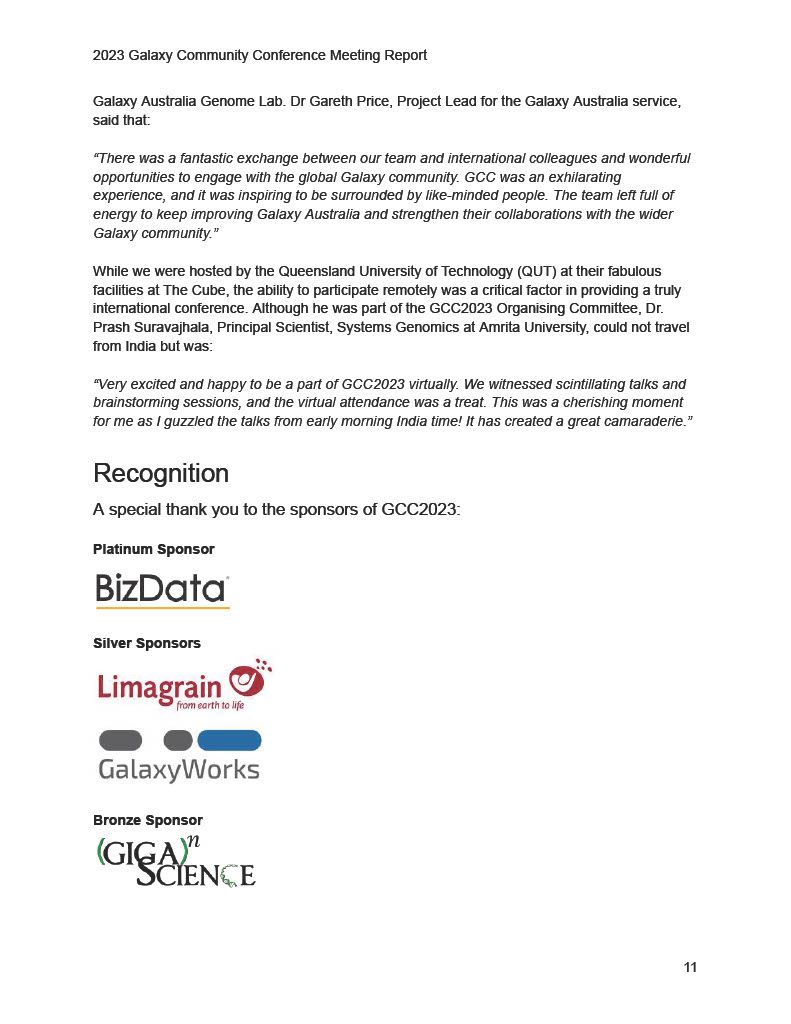 2023 Galaxy Community Conference Meeting Report
Galaxy Australia Genome Lab. Dr Gareth Price, Project Lead for the Galaxy Australia service,
said that:
“There was a fantastic exchange between our team and international colleagues and wonderful
opportunities to engage with the global Galaxy community. GCC was an exhilarating
experience, and it was inspiring to be surrounded by like-minded people. The team left full of
energy to keep improving Galaxy Australia and strengthen their collaborations with the wider
Galaxy community.”
While we were hosted by the Queensland University of Technology (QUT) at their fabulous
facilities at The Cube, the ability to participate remotely was a critical factor in providing a truly
international conference. Although he was part of the GCC2023 Organising Committee, Dr.
Prash Suravajhala, Principal Scientist, Systems Genomics at Amrita University, could not travel
from India but was:
“Very excited and happy to be a part of GCC2023 virtually. We witnessed scintillating talks and
brainstorming sessions, and the virtual attendance was a treat. This was a cherishing moment
for me as I guzzled the talks from early morning India time! It has created a great camaraderie.”
Recognition
A special thank you to the sponsors of GCC2023:
Platinum Sponsor
BizData
Silver Sponsors
Limagrain
from earth to life
GalaxyWorks
Bronze Sponsor
(GIGA)n
SCIENCE
11